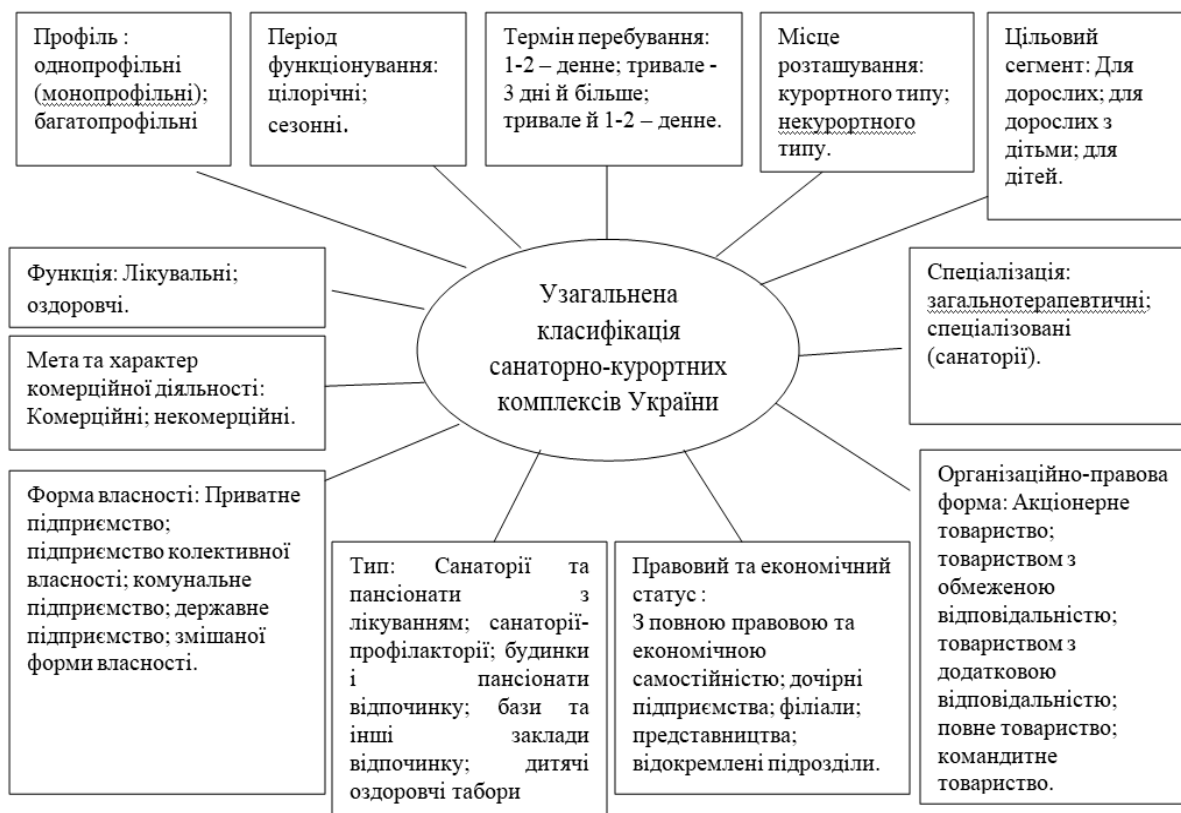 Профіль :
однопрофільні
(монопрофільні);
багатопрофільні
Період
функціонування:
цілорічні;
сезонні.
Термін перебування:
1-2 – денне; тривале -
3 дні й більше;
тривале й 1-2 – денне.
Місце
розташування:
курортного типу;
некурортного
типу.
Цільовий
сегмент: Для
дорослих; для
дорослих з
дітьми; для
дітей.
Функція: Лікувальні;
оздоровчі.
Узагальнена
класифікація
санаторно-курортних
комплексів України
Спеціалізація:
загальнотерапевтичні;
спеціалізовані
(санаторії).
Мета та характер
комерційної діяльності:
Комерційні; некомерційні.
Форма власності: Приватне
підприємство;
підприємство колективної
власності; комунальне
підприємство; державне
підприємство; змішаної
форми власності.
Тип: Санаторії та
пансіонати з
лікуванням; санаторії-
профілакторії; будинки
і пансіонати
відпочинку; бази та
інші заклади
відпочинку; дитячі
оздоровчі табори
Правовий та економічний
статус :
З повною правовою та
економічною
самостійністю; дочірні
підприємства; філіали;
представництва;
відокремлені підрозділи.
Організаційно-правова
форма: Акціонерне
товариство;
товариством з
обмеженою
відповідальністю;
товариством з
додатковою
відповідальністю;
повне товариство;
командитне
товариство.